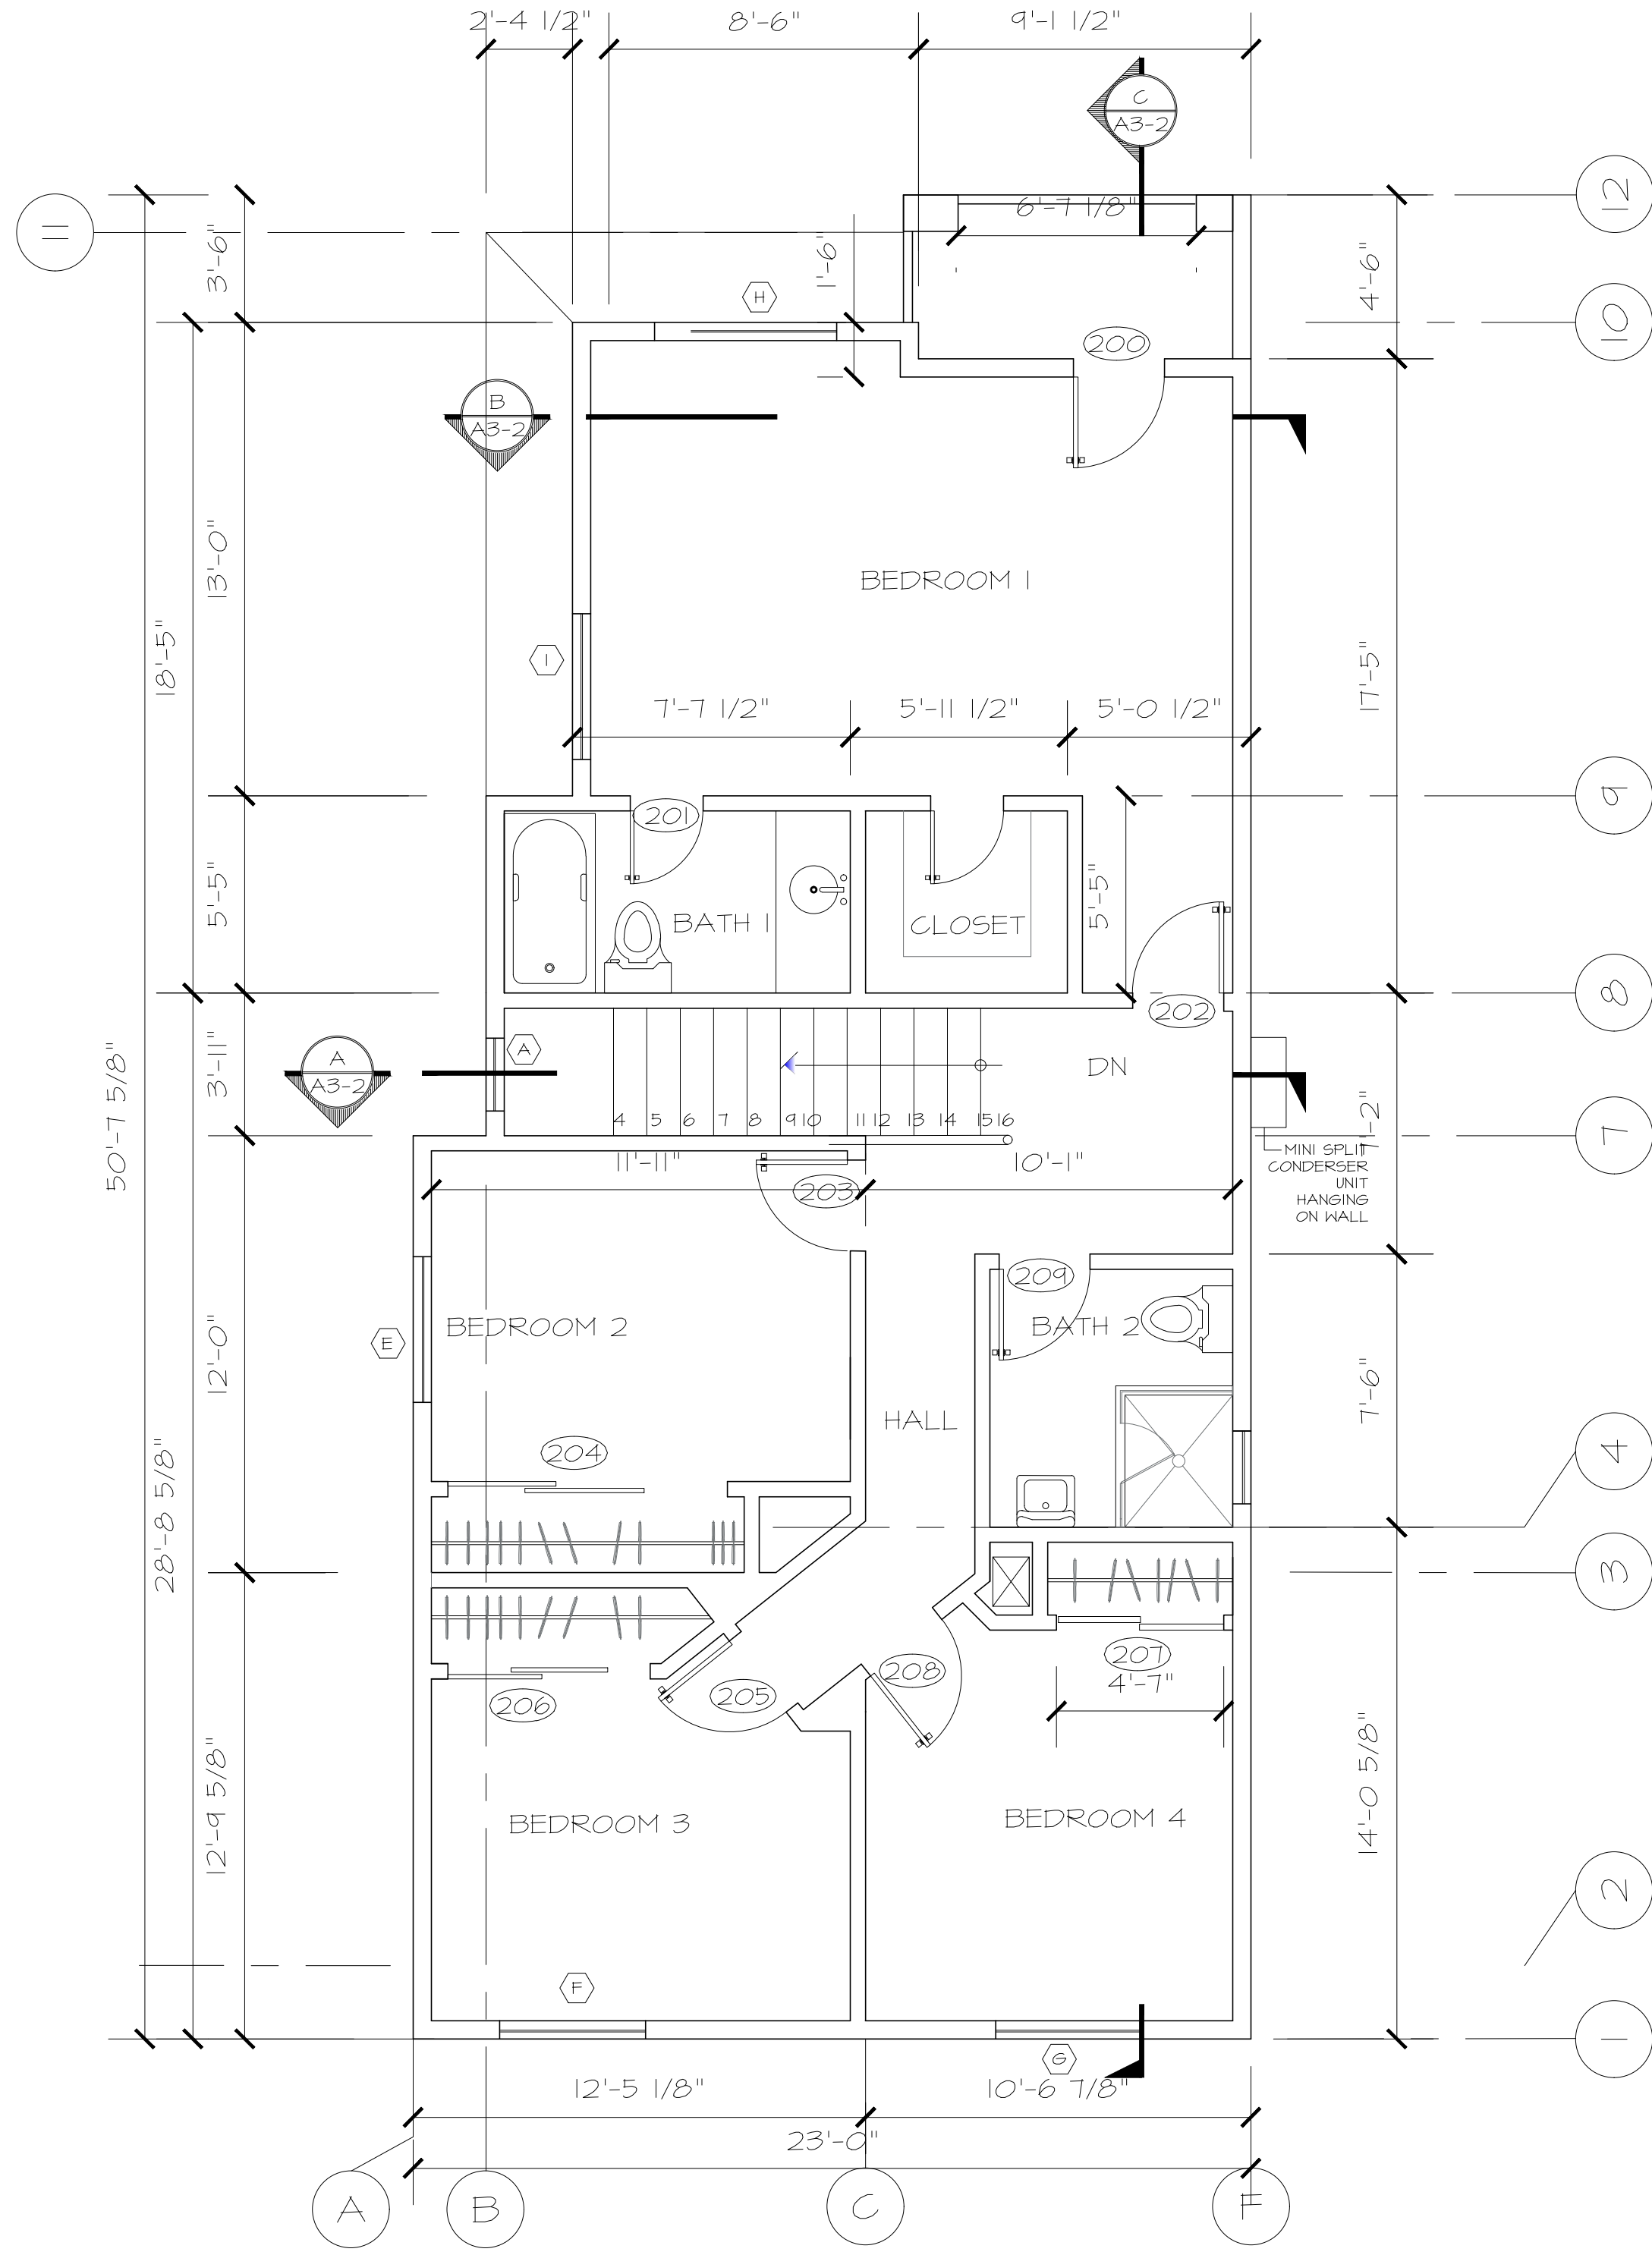 2'-4 1/2"
8'-6"
9'-1 1/2"
C
A3-2
12
11
6'-7 1/8"
3'-6"
1'-6"
4'-6"
H
10
200
B
A3-2
13'-0"
BEDROOM 1
18'-5"
I
17'-5"
7'-7 1/2"
5'-11 1/2"
5'-0 1/2"
9
201
5'-5"
5'-5"
BATH 1
CLOSET
8
202
A
A
A3-2
3'-11"
50'-7 5/8"
DN
4 5 6 7 8 9 10 11 12 13 14 15 16
7
7'-2"
MINI SPLIT
CONDERSER
UNIT
HANGING
ON WALL
11'-11"
10'-1"
203
209
BEDROOM 2
BATH 2
E
12'-0"
7'-6"
HALL
4
204
28'-8 5/8"
3
207
4'-7"
208
205
206
12'-9 5/8"
14'-0 5/8"
BEDROOM 3
BEDROOM 4
2
F
1
G
12'-5 1/8"
10'-6 7/8"
23'-0"
A
B
C
F